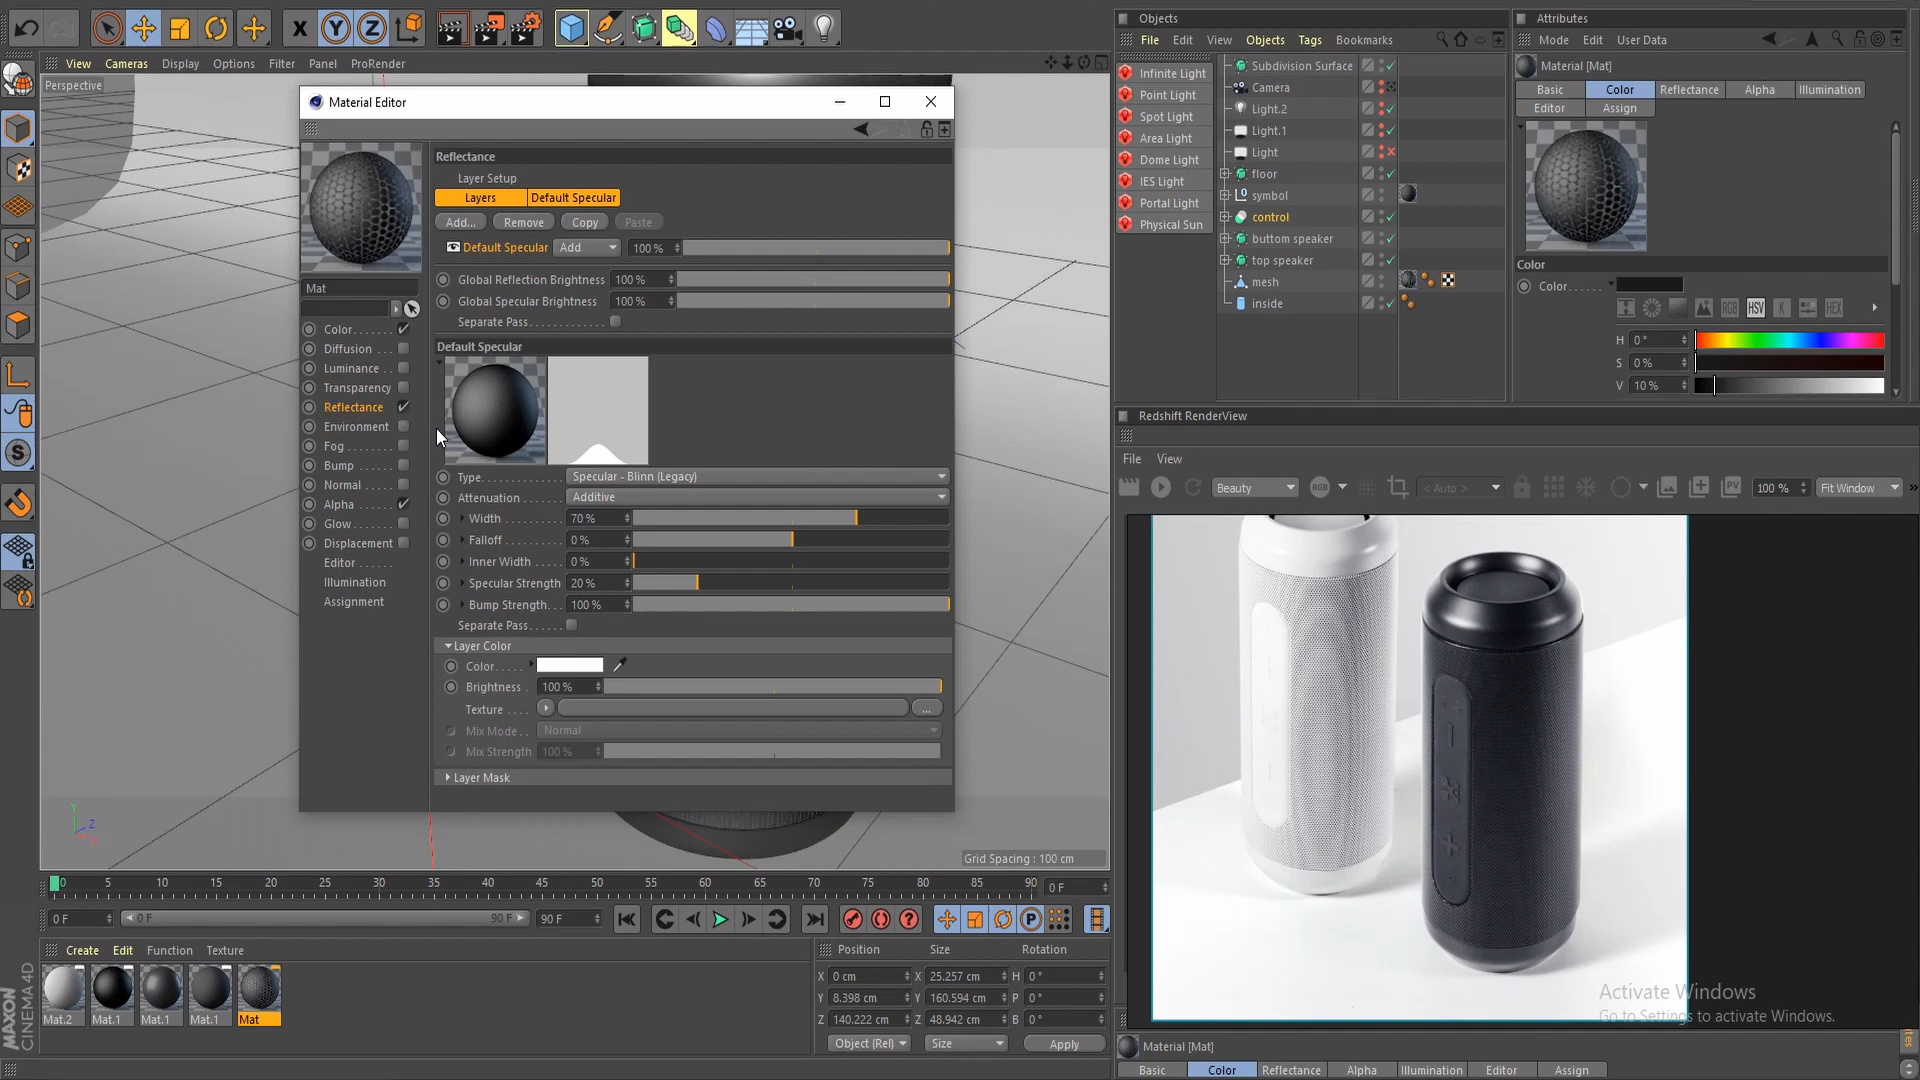 View Cameras Display Options Filter Panel ProRender
Perspective
X Y Z
Material Editor
Reflectance
Layer Setup
Layers Default Specular
Add... Remove Copy Paste
Default Specular Add 100 %
Global Reflection Brightness 100 %
Global Specular Brightness 100 %
Separate Pass
Default Specular
Type Specular - Blinn (Legacy)
Attenuation Additive
Width 70 %
Falloff 0 %
Inner Width 0 %
Specular Strength 20 %
Bump Strength 100 %
Separate Pass
Layer Color
Color
Brightness 100 %
Texture ...
Mix Mode Normal
Mix Strength 100 %
Layer Mask
Mat
Color
Diffusion
Luminance
Transparency
Reflectance
Environment
Fog
Bump
Normal
Alpha
Glow
Displacement
Editor
Illumination
Assignment
Y Z X
Grid Spacing : 100 cm
0 5 10 15 20 25 30 35 40 45 50 55 60 65 70 75 80 85 90 0 F
0 F 0 F 90 F 90 F
Create Edit Function Texture
Mat.2 Mat.1 Mat.1 Mat.1 Mat
MAXON
CINEMA 4D
Position Size Rotation
X 0 cm X 25.257 cm H 0 °
Y 8.398 cm Y 160.594 cm P 0 °
Z 140.222 cm Z 48.942 cm B 0 °
Object (Rel) Size Apply
Objects
File Edit View Objects Tags Bookmarks
Infinite Light
Point Light
Spot Light
Area Light
Dome Light
IES Light
Portal Light
Physical Sun
Subdivision Surface
Camera
Light.2
Light.1
Light
floor
symbol
control
buttom speaker
top speaker
mesh
inside
Attributes
Mode Edit User Data
Material [Mat]
Basic Color Reflectance Alpha Illumination
Editor Assign
Color
Color
RGB HSV K HEX
H 0 °
S 0 %
V 10 %
Redshift RenderView
File View
Beauty RGB < Auto > PV 100 % Fit Window »
Activate Windows
Go to Settings to activate Windows.
Material [Mat]
Basic Color Reflectance Alpha Illumination Editor Assign